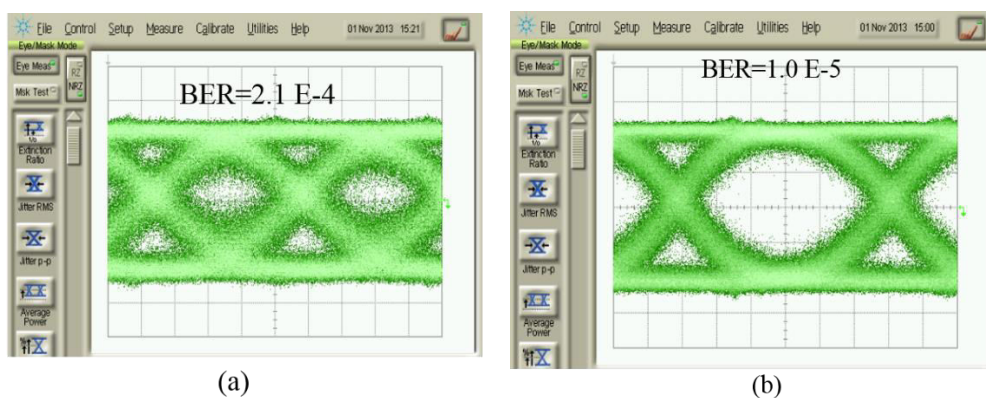 File Control Setup Measure Calibrate Utilities Help 01 Nov 2013 15:21
Eye/Mask Mode
Eye Meas
RZ
NRZ
Msk Test
BER=2.1 E-4
Extinction
Ratio
Jitter RMS
Jitter p-p
Average
Power
(a)
File Control Setup Measure Calibrate Utilities Help 01 Nov 2013 15:00
Eye/Mask Mode
Eye Meas
RZ
NRZ
Msk Test
BER=1.0 E-5
Extinction
Ratio
Jitter RMS
Jitter p-p
Average
Power
(b)